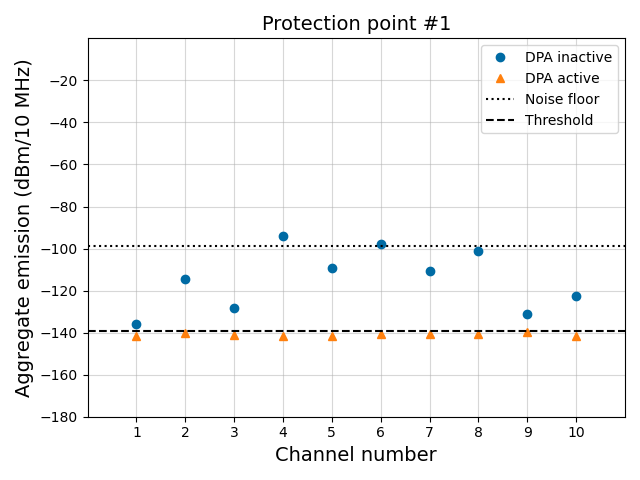 Protection point #1
Aggregate emission (dBm/10 MHz)
−20
−40
−60
−80
−100
−120
−140
−160
−180
DPA inactive
DPA active
Noise floor
Threshold
1 2 3 4 5 6 7 8 9 10
Channel number